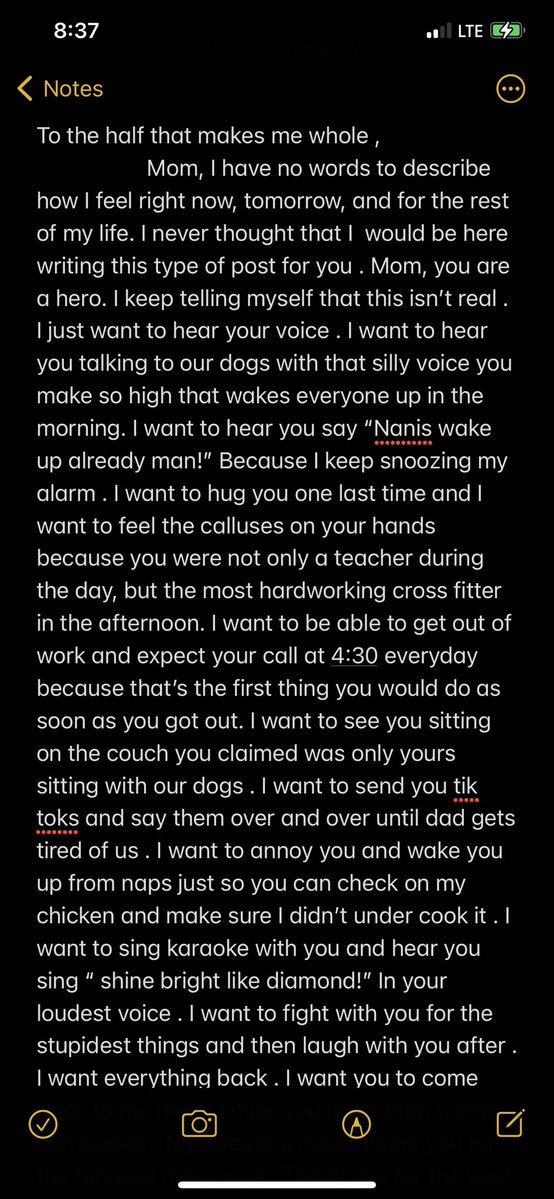 8:37
LTE
Notes
To the half that makes me whole ,
Mom, I have no words to describe
how I feel right now, tomorrow, and for the rest
of my life. I never thought that I  would be here
writing this type of post for you . Mom, you are
a hero. I keep telling myself that this isn’t real .
I just want to hear your voice . I want to hear
you talking to our dogs with that silly voice you
make so high that wakes everyone up in the
morning. I want to hear you say “Nanis wake
up already man!” Because I keep snoozing my
alarm . I want to hug you one last time and I
want to feel the calluses on your hands
because you were not only a teacher during
the day, but the most hardworking cross fitter
in the afternoon. I want to be able to get out of
work and expect your call at 4:30 everyday
because that’s the first thing you would do as
soon as you got out. I want to see you sitting
on the couch you claimed was only yours
sitting with our dogs . I want to send you tik
toks and say them over and over until dad gets
tired of us . I want to annoy you and wake you
up from naps just so you can check on my
chicken and make sure I didn’t under cook it . I
want to sing karaoke with you and hear you
sing “ shine bright like diamond!” In your
loudest voice . I want to fight with you for the
stupidest things and then laugh with you after .
I want everything back . I want you to come